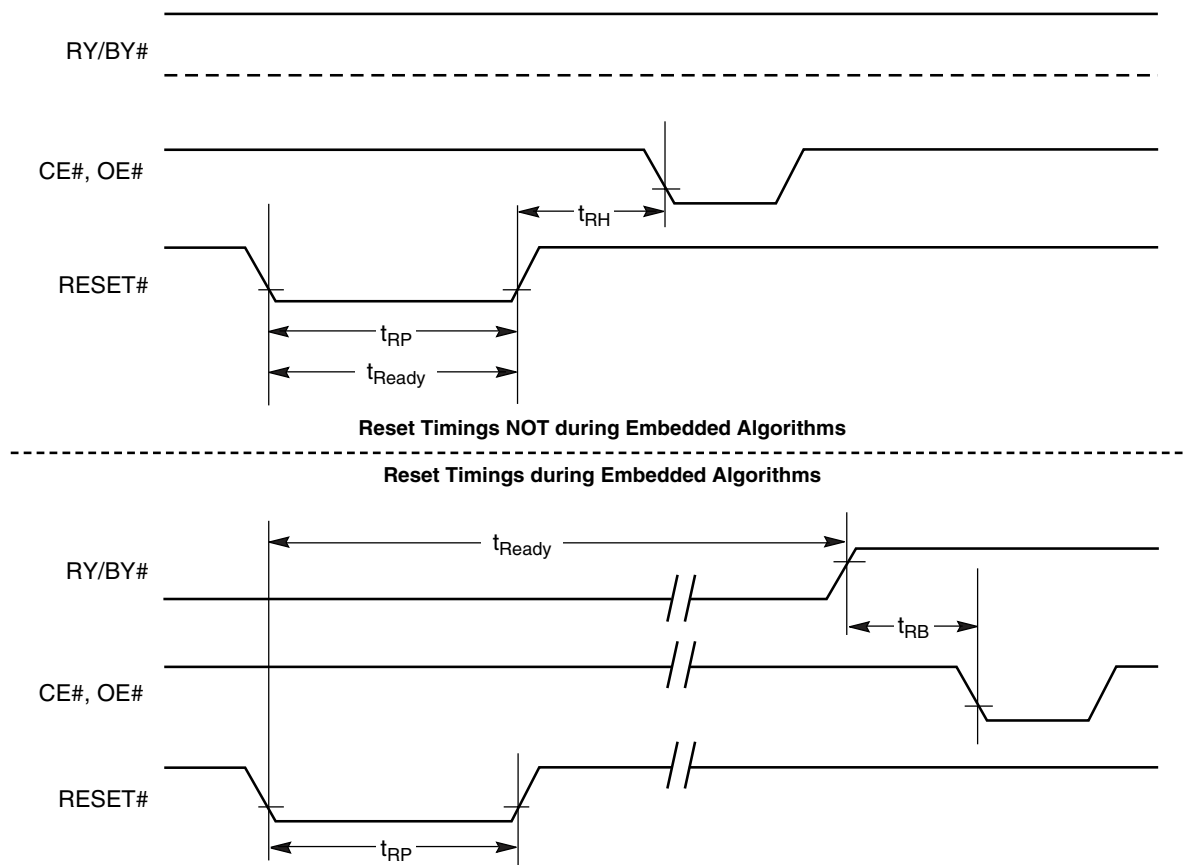 RY/BY#
CE#, OE#
tRH
RESET#
tRP
tReady
Reset Timings NOT during Embedded Algorithms
Reset Timings during Embedded Algorithms
tReady
RY/BY#
tRB
CE#, OE#
RESET#
tRP